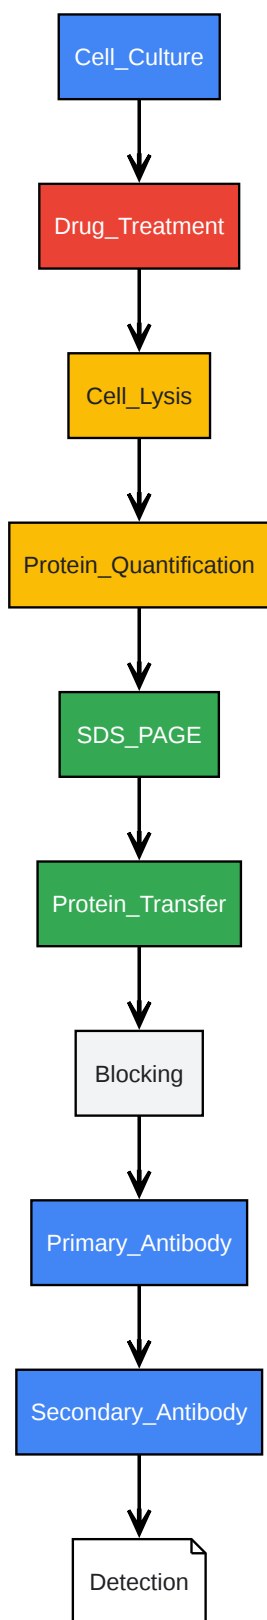 Cell_Culture
Drug_Treatment
Cell_Lysis
Protein_Quantification
SDS_PAGE
Protein_Transfer
Blocking
Primary_Antibody
Secondary_Antibody
Detection